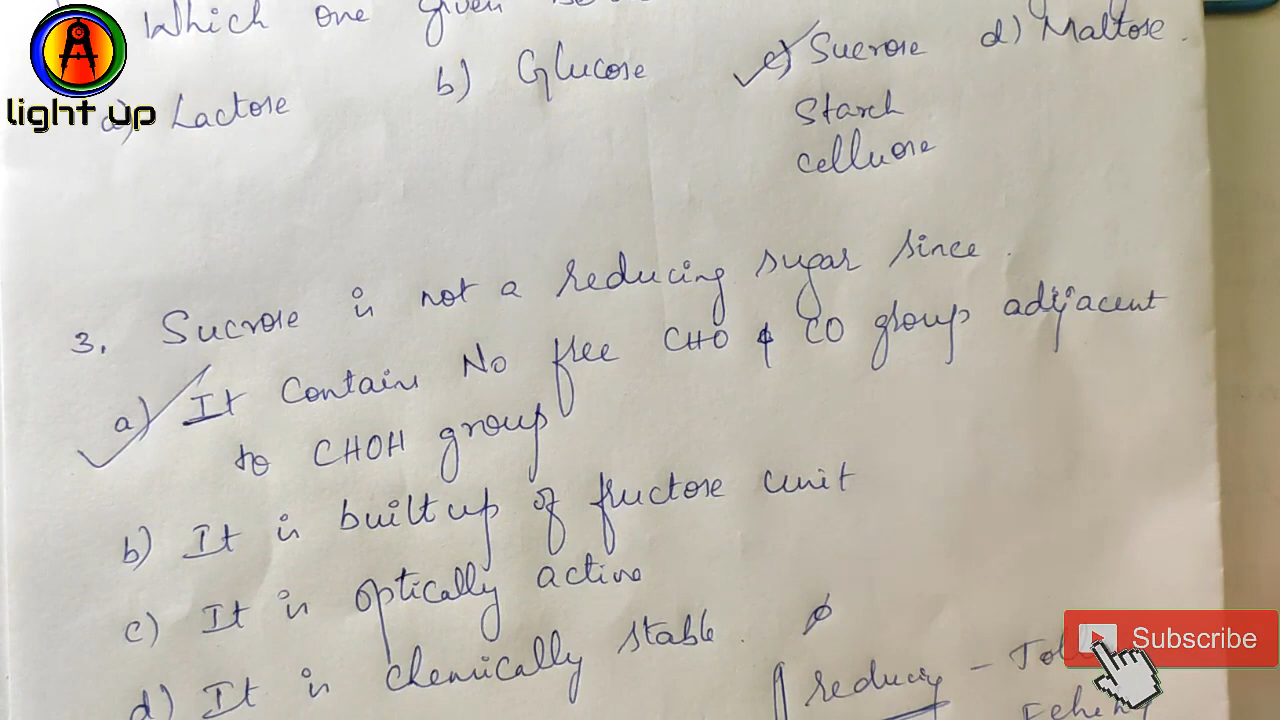 Which one given
a) Lactose b) Glucose c) Sucrose d) Maltose.
Starch
celluose
3. Sucrose is not a reducing sugar since.
a) It contains No free CHO & CO group adjacent
to CHOH group
b) It is built up of fructose unit
c) It is optically active
d) It is chemically stable.
reducing -
light up
Subscribe